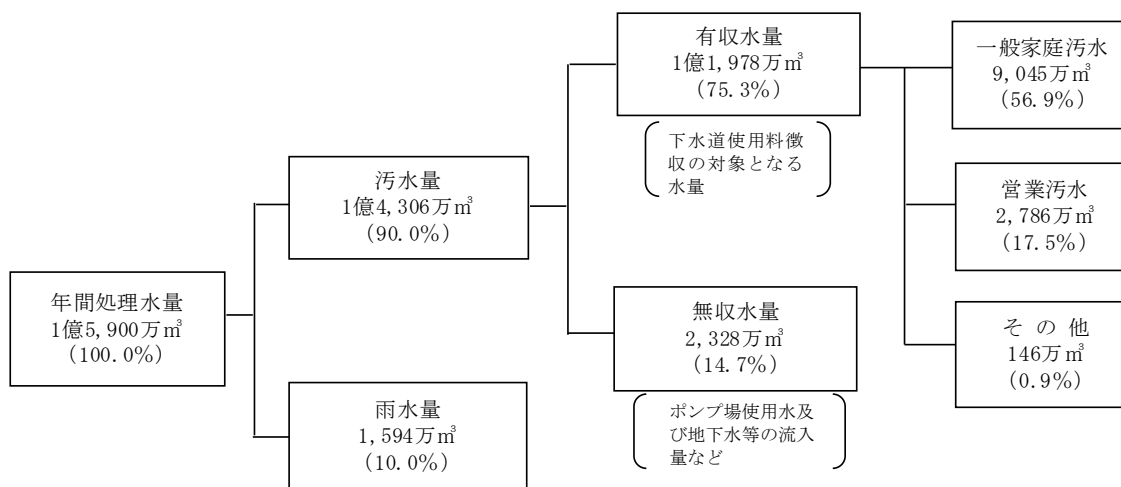 年間処理水量
1億5,900万㎥
(100.0%)
汚水量
1億4,306万㎥
(90.0%)
雨水量
1,594万㎥
(10.0%)
有収水量
1億1,978万㎥
(75.3%)
下水道使用料徴
収の対象となる
水量
無収水量
2,328万㎥
(14.7%)
ポンプ場使用水及
び地下水等の流入
量など
一般家庭汚水
9,045万㎥
(56.9%)
営業汚水
2,786万㎥
(17.5%)
そ の 他
146万㎥
(0.9%)